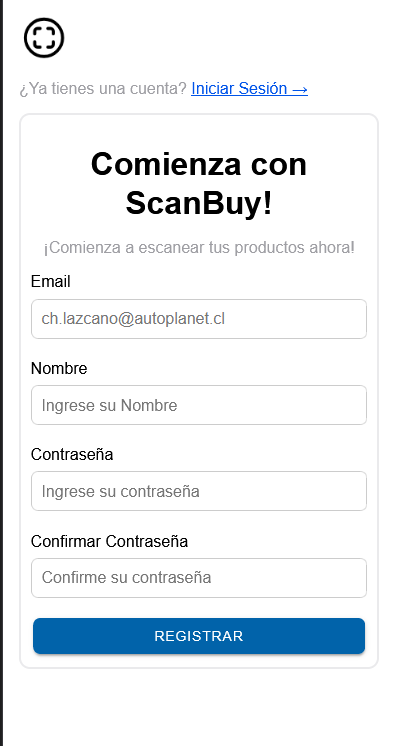 ¿Ya tienes una cuenta? Iniciar Sesión →
Comienza con
ScanBuy!
¡Comienza a escanear tus productos ahora!
Email
ch.lazcano@autoplanet.cl
Nombre
Ingrese su Nombre
Contraseña
Ingrese su contraseña
Confirmar Contraseña
Confirme su contraseña
REGISTRAR